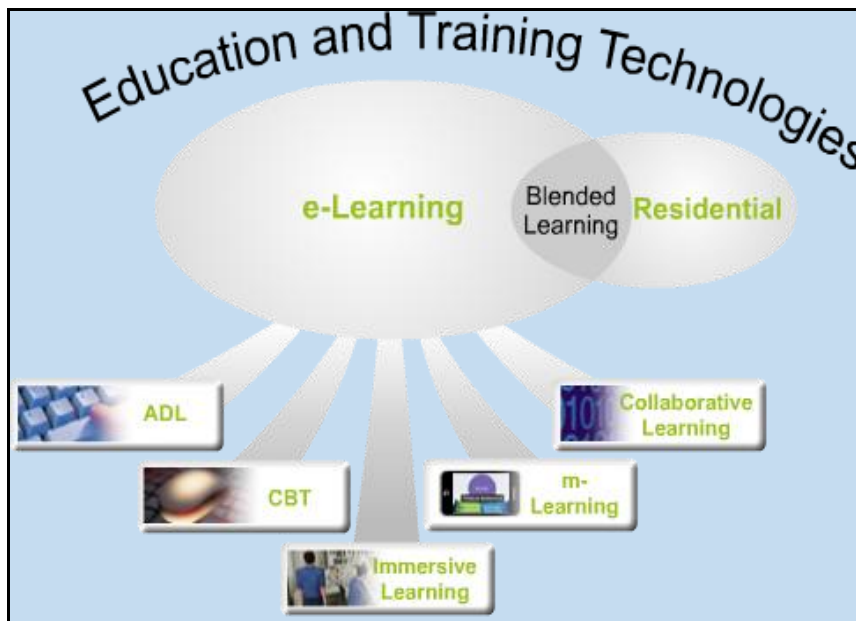 Education and Training Technologies
e-Learning
Blended
Learning
Residential
ADL
Collaborative
Learning
CBT
m-
Learning
Immersive
Learning